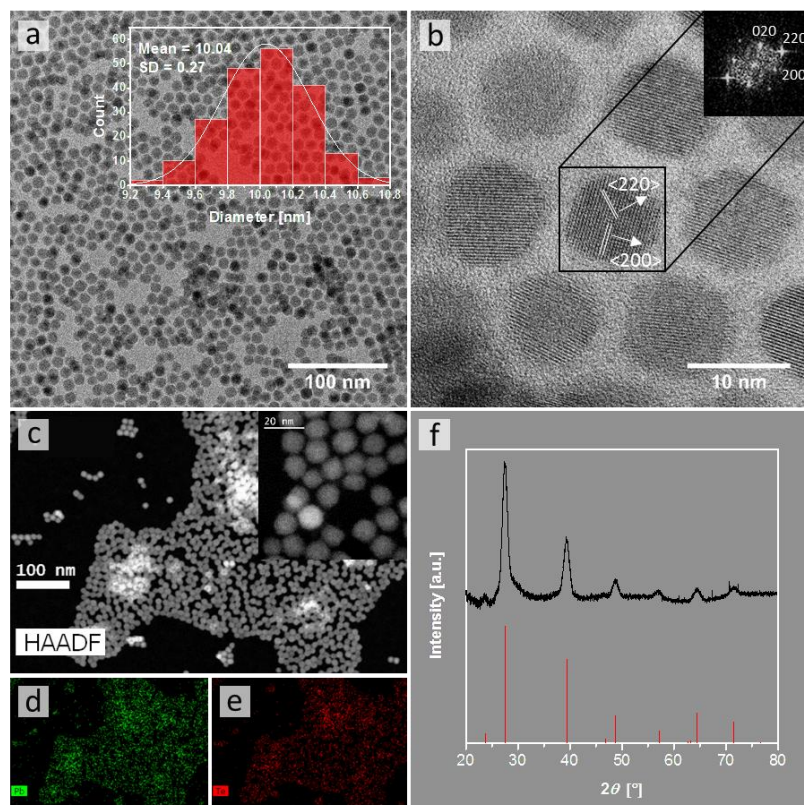 a
60
50
40
30
20
10
0
Mean = 10.04
SD = 0.27
Count
9.2 9.4 9.6 9.8 10.0 10.2 10.4 10.6 10.8
Diameter [nm]
100 nm
b
020
220
200
<220>
<200>
10 nm
c
20 nm
100 nm
HAADF
d
Pb
e
Te
f
Intensity [a.u.]
20 30 40 50 60 70 80
2θ [°]